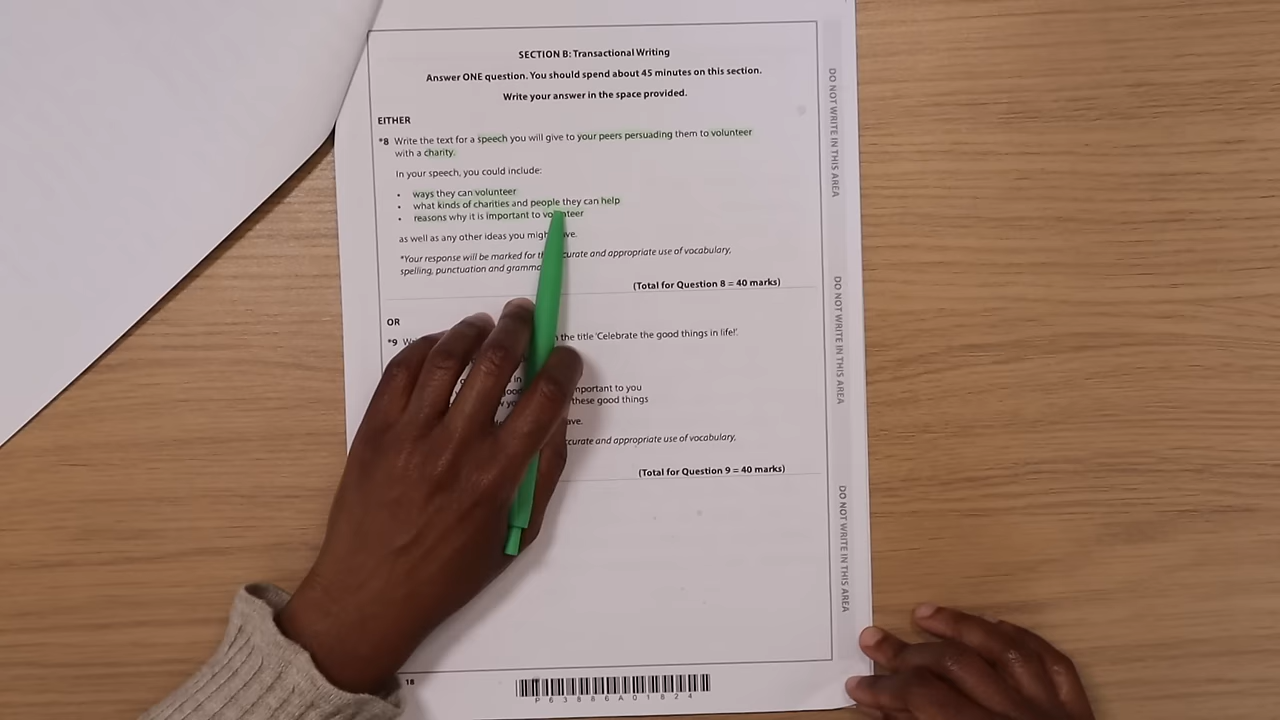 SECTION B: Transactional Writing
Answer ONE question. You should spend about 45 minutes on this section.
Write your answer in the space provided.
EITHER
*8 Write the text for a speech you will give to your peers persuading them to volunteer
with a charity.
In your speech, you could include:
• ways they can volunteer
• what kinds of charities and people they can help
• reasons why it is important to volunteer
as well as any other ideas you might have.
*Your response will be marked for the accurate and appropriate use of vocabulary,
spelling, punctuation and grammar
(Total for Question 8 = 40 marks)
OR
*9 the title 'Celebrate the good things in life!'.
in
important to you
these good things
have.
accurate and appropriate use of vocabulary,
(Total for Question 9 = 40 marks)
18
P63886A01824
DO NOT WRITE IN THIS AREA
DO NOT WRITE IN THIS AREA
DO NOT WRITE IN THIS AREA